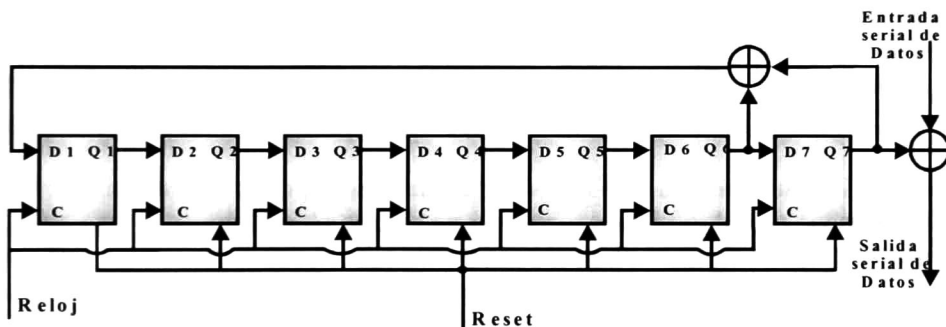 Entrada
serial de
Datos
D 1 Q 1
D 2 Q 2
D 3 Q 3
D 4 Q 4
D 5 Q 5
D 6 Q 6
D 7 Q 7
C
C
C
C
C
C
C
Salida
serial de
Datos
Reloj
Reset